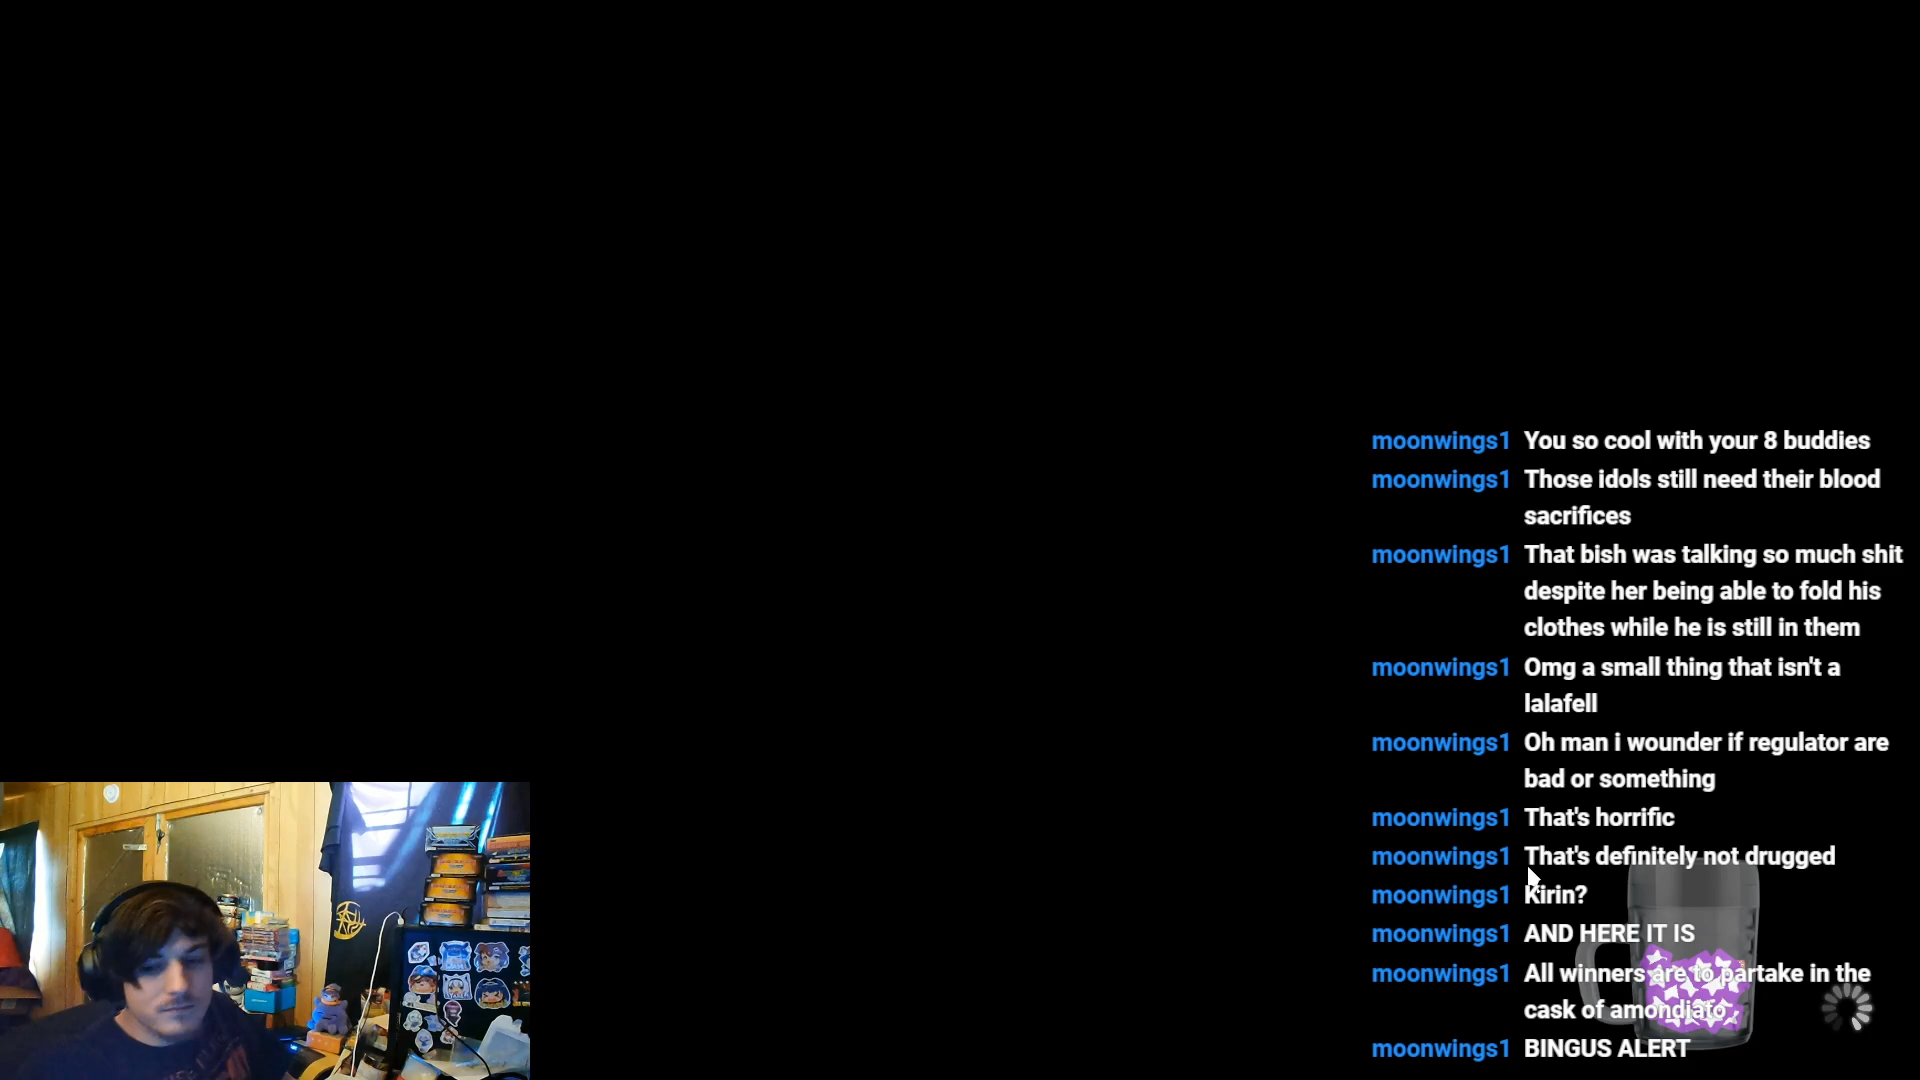 moonwings1 You so cool with your 8 buddies
moonwings1 Those idols still need their blood
sacrifices
moonwings1 That bish was talking so much shit
despite her being able to fold his
clothes while he is still in them
moonwings1 Omg a small thing that isn't a
lalafell
moonwings1 Oh man i wounder if regulator are
bad or something
moonwings1 That's horrific
moonwings1 That's definitely not drugged
moonwings1 Kirin?
moonwings1 AND HERE IT IS
moonwings1 All winners are to partake in the
cask of amondiato
moonwings1 BINGUS ALERT